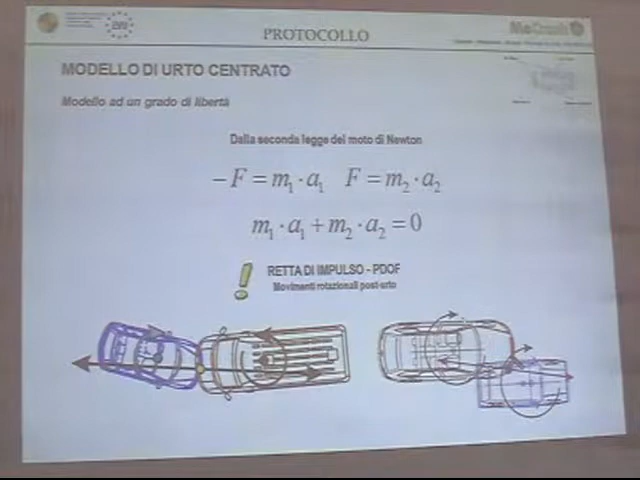 PROTOCOLLO
MODELLO DI URTO CENTRATO
Modello ad un grado di libertà
Dalla seconda legge del moto di Newton
−F = m₁·a₁   F = m₂·a₂
m₁·a₁ + m₂·a₂ = 0
RETTA DI IMPULSO - PDOF
Movimenti rotazionali post-urto